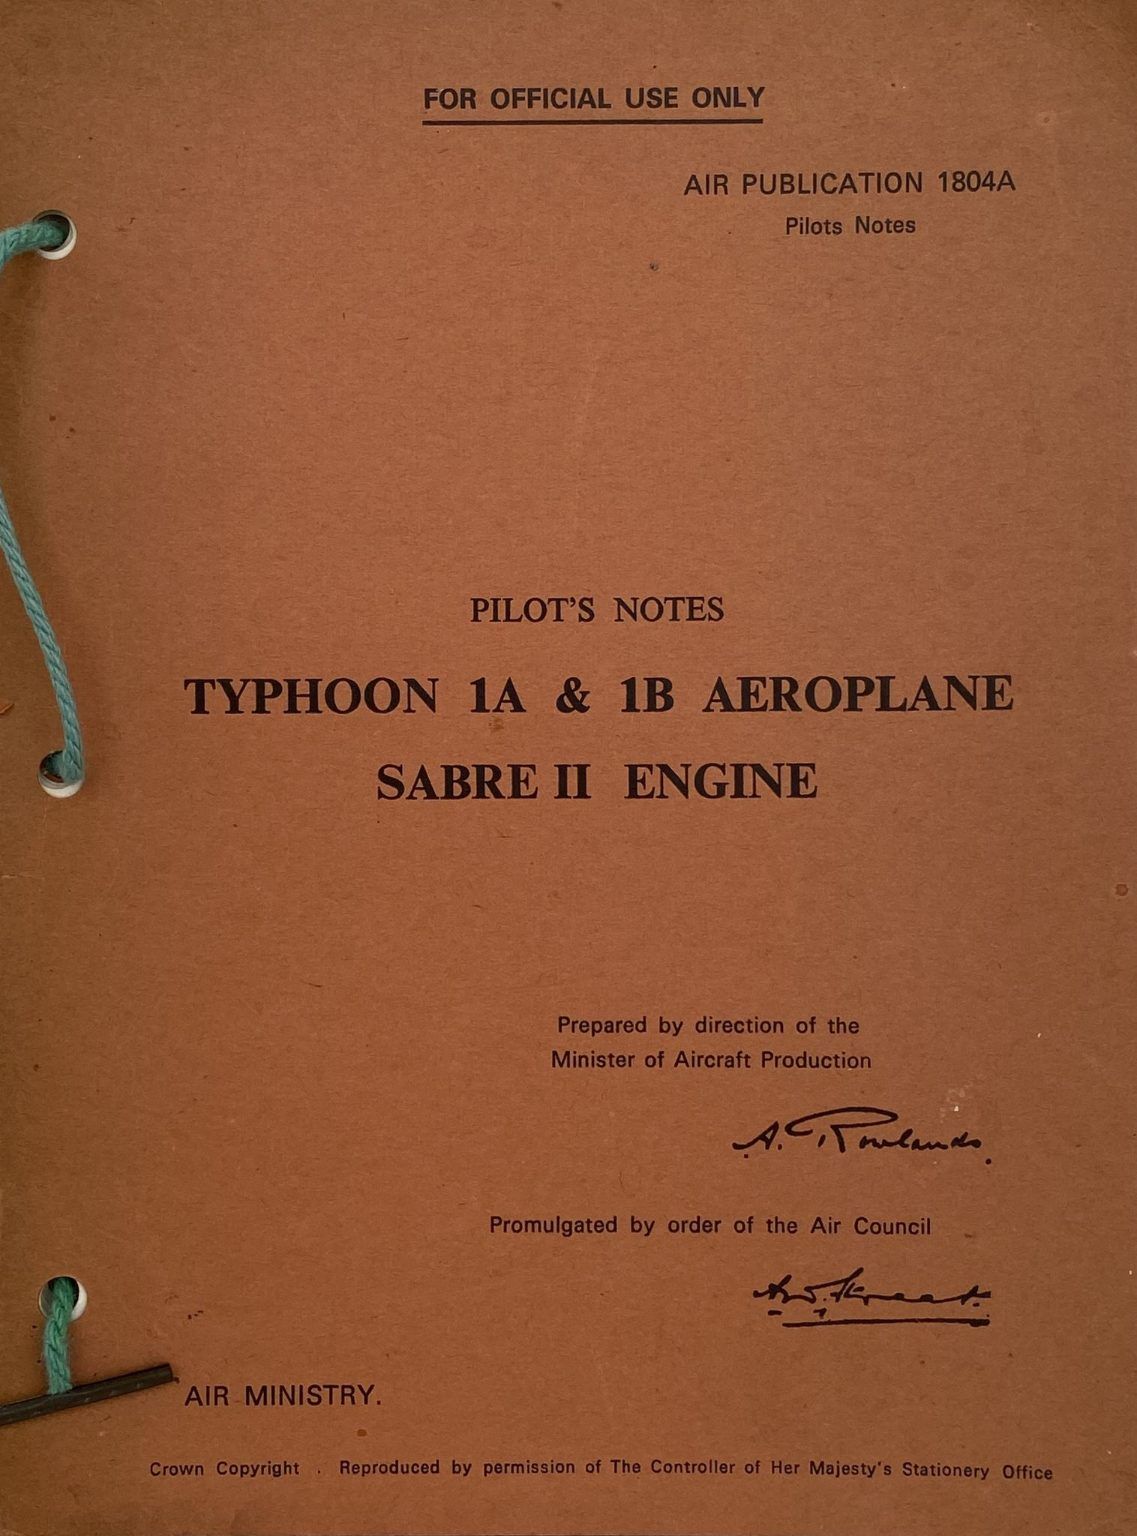 FOR OFFICIAL USE ONLY
AIR PUBLICATION 1804A
Pilots Notes
PILOT'S NOTES
TYPHOON 1A & 1B AEROPLANE
SABRE II ENGINE
Prepared by direction of the
Minister of Aircraft Production
A. Rowlands.
Promulgated by order of the Air Council
AIR MINISTRY.
Crown Copyright . Reproduced by permission of The Controller of Her Majesty's Stationery Office